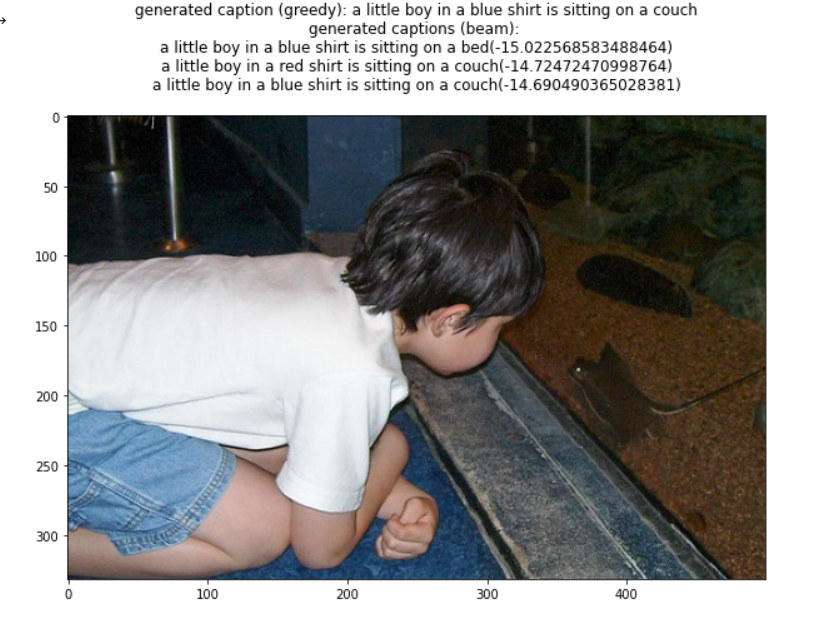 generated caption (greedy): a little boy in a blue shirt is sitting on a couch
generated captions (beam):
a little boy in a blue shirt is sitting on a bed(-15.022568583488464)
a little boy in a red shirt is sitting on a couch(-14.72472470998764)
a little boy in a blue shirt is sitting on a couch(-14.690490365028381)
0
50
100
150
200
250
300
0 100 200 300 400